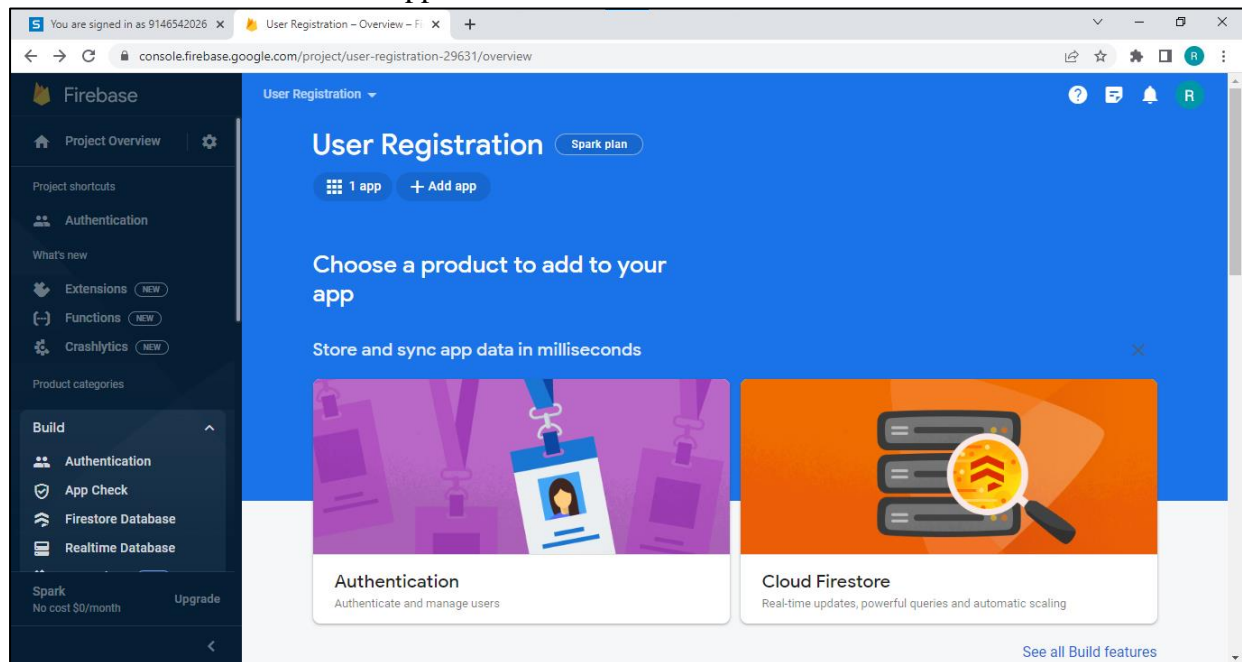 app
You are signed in as 9146542026
User Registration – Overview – Fi
console.firebase.google.com/project/user-registration-29631/overview
R
Firebase
User Registration
R
Project Overview
User Registration
Spark plan
1 app
+ Add app
Project shortcuts
Authentication
What's new
Extensions NEW
Functions NEW
Crashlytics NEW
Choose a product to add to your
app
Store and sync app data in milliseconds
Product categories
Build
Authentication
App Check
Firestore Database
Realtime Database
Spark
No cost $0/month
Upgrade
Authentication
Authenticate and manage users
Cloud Firestore
Real-time updates, powerful queries and automatic scaling
See all Build features